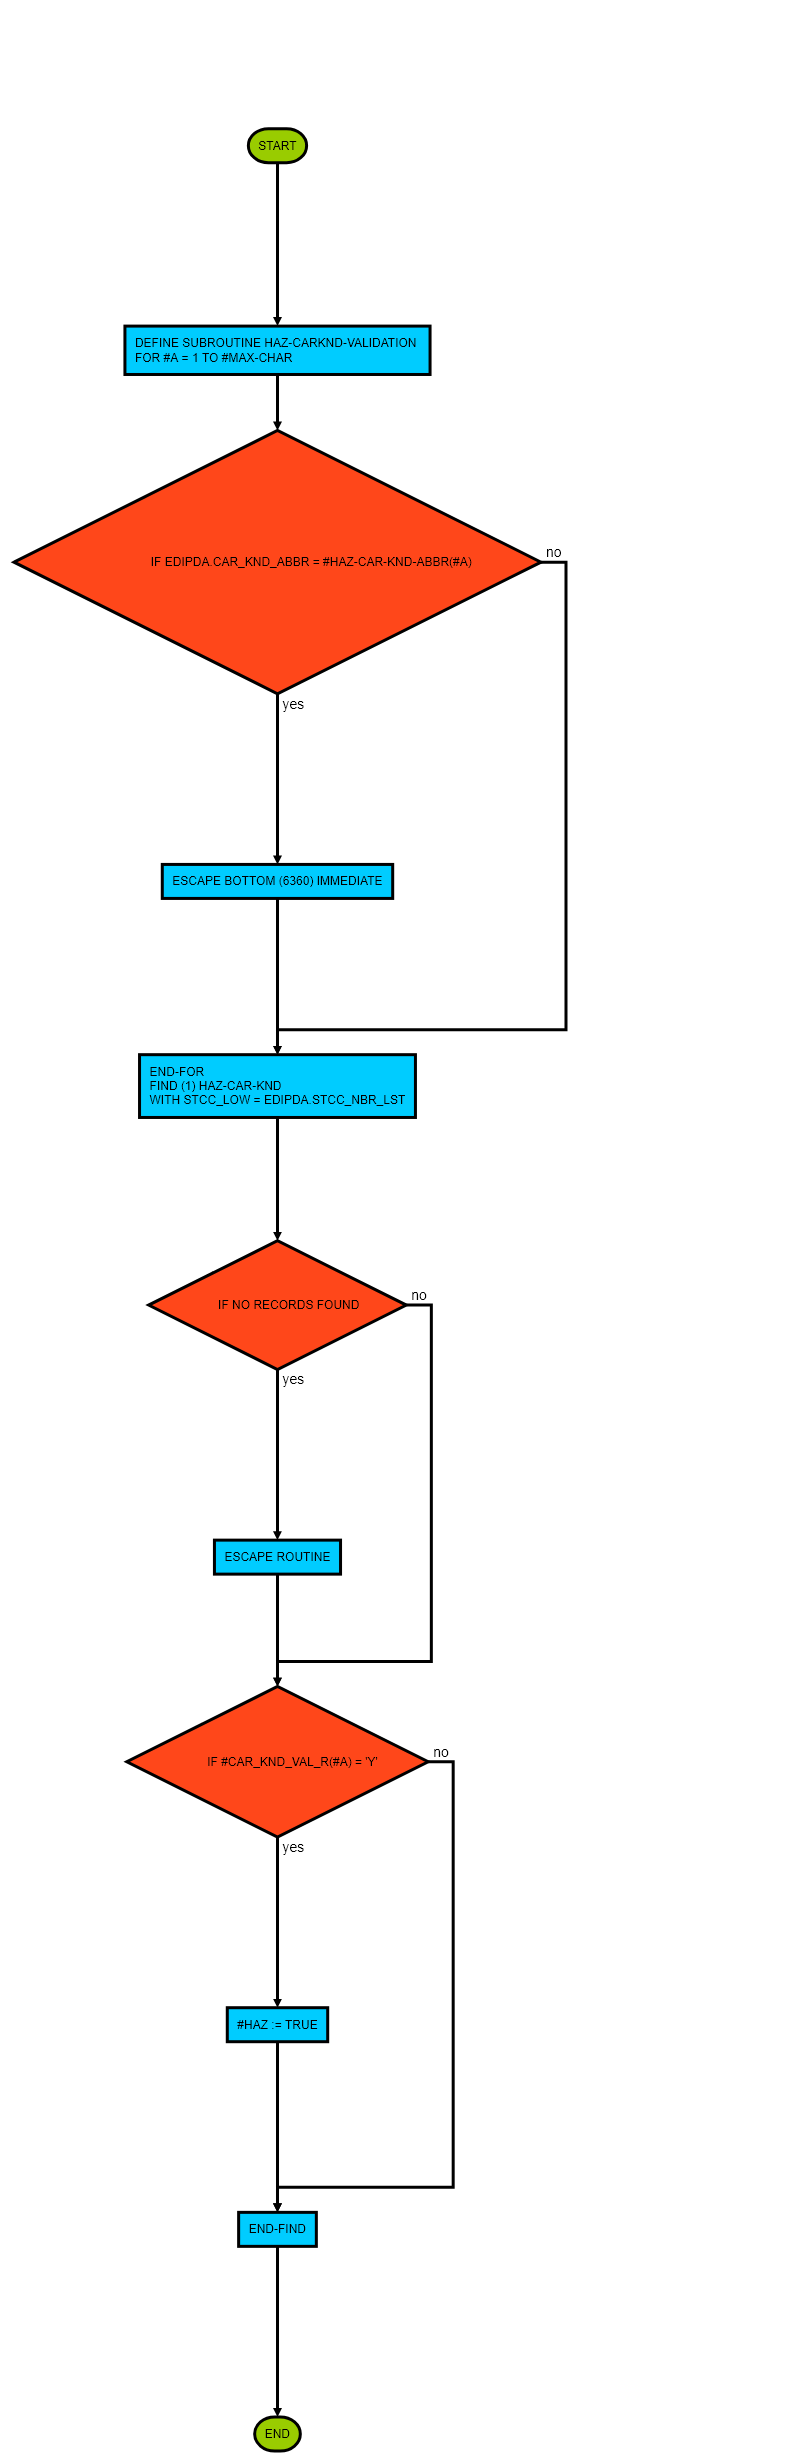 START
DEFINE SUBROUTINE HAZ-CARKND-VALIDATION
FOR #A = 1 TO #MAX-CHAR
IF EDIPDA.CAR_KND_ABBR = #HAZ-CAR-KND-ABBR(#A)
no
yes
ESCAPE BOTTOM (6360) IMMEDIATE
END-FOR
FIND (1) HAZ-CAR-KND
WITH STCC_LOW = EDIPDA.STCC_NBR_LST
IF NO RECORDS FOUND
no
yes
ESCAPE ROUTINE
IF #CAR_KND_VAL_R(#A) = 'Y'
no
yes
#HAZ := TRUE
END-FIND
END